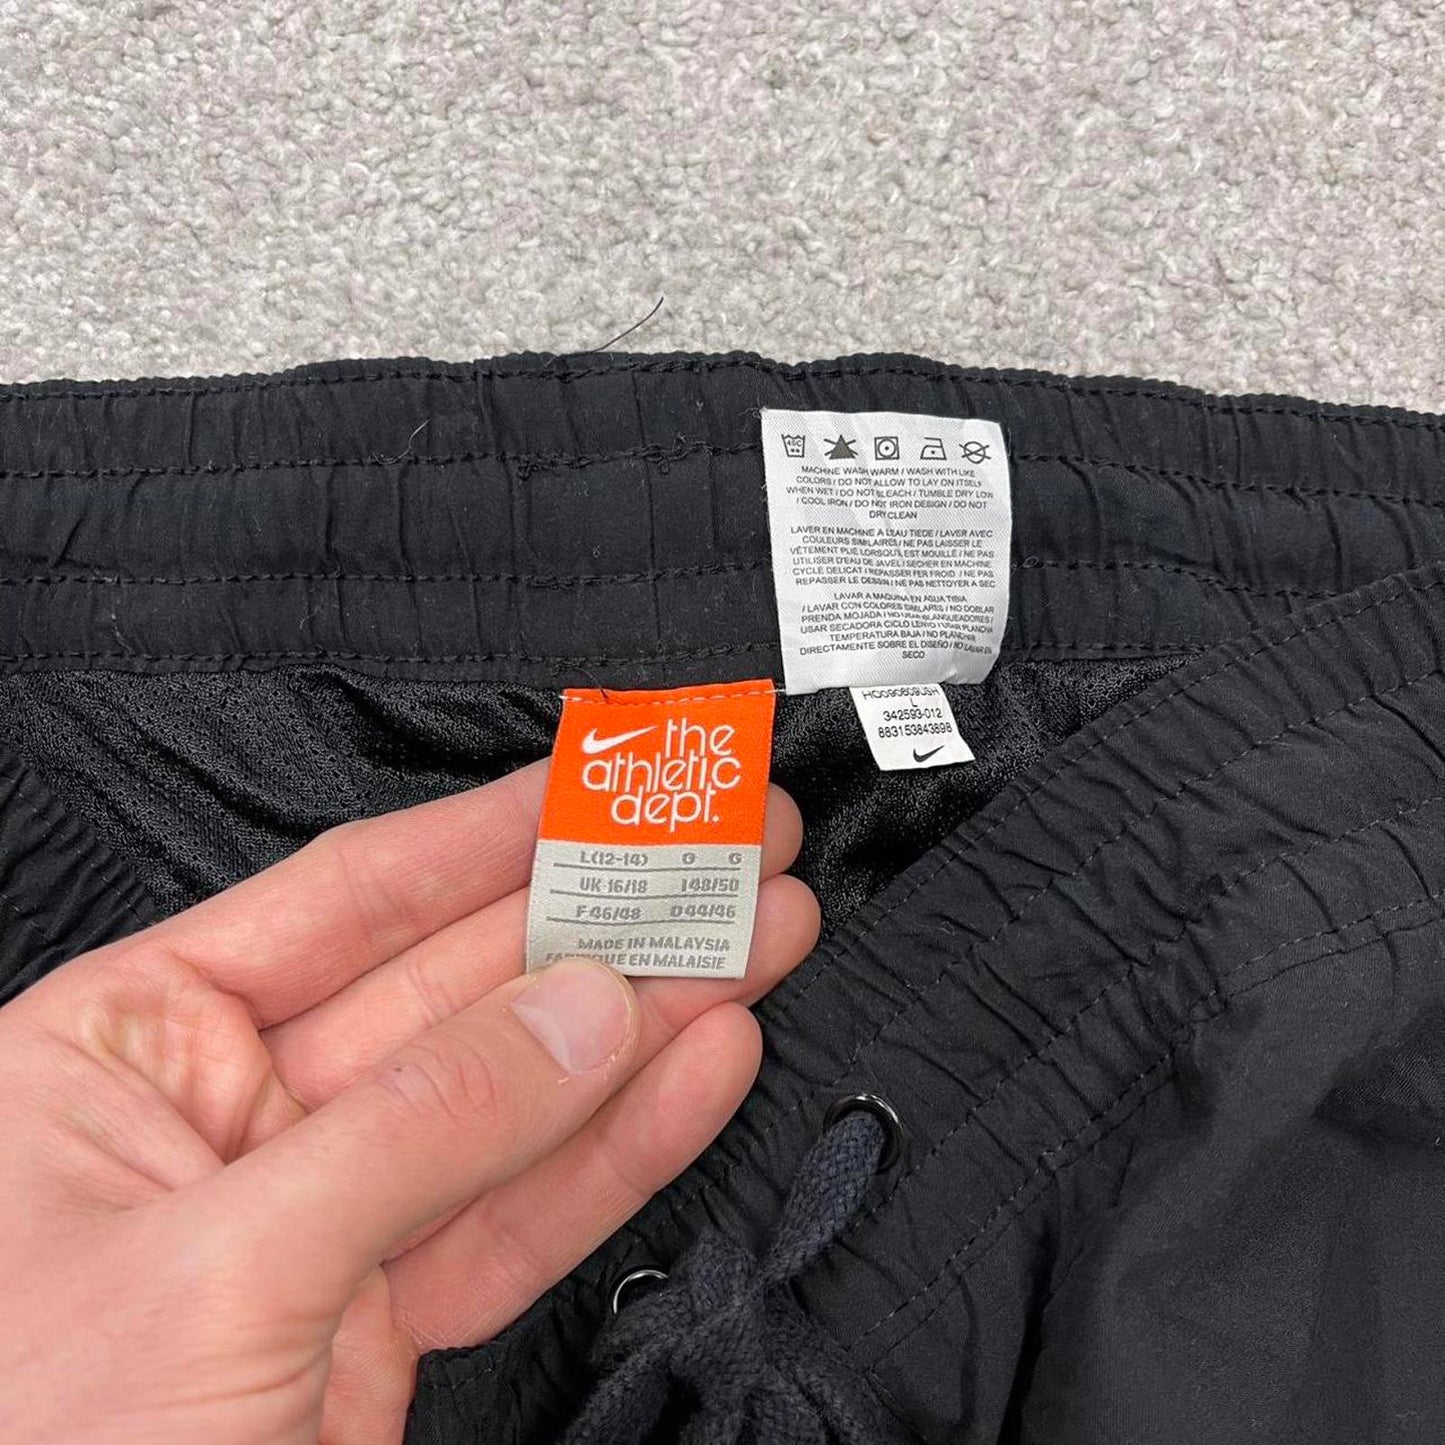 40C
MACHINE WASH WARM / WASH WITH LIKE
COLORS / DO NOT ALLOW TO LAY ON ITSELF
WHEN WET / DO NOT BLEACH / TUMBLE DRY LOW
/ COOL IRON / DO NOT IRON DESIGN / DO NOT
DRY CLEAN
LAVER EN MACHINE À L'EAU TIEDE / LAVER AVEC
COULEURS SIMILAIRES / NE PAS LAISSER LE
VÊTEMENT PLIÉ LORSQU'IL EST MOUILLÉ / NE PAS
UTILISER D'EAU DE JAVEL / SECHER EN MACHINE,
CYCLE DÉLICAT / REPASSER FER FROID / NE PAS
REPASSER LE DESSIN / NE PAS NETTOYER A SEC
LAVAR A MAQUINA EN AGUA TIBIA
/ LAVAR CON COLORES SIMILARES / NO DOBLAR
PRENDA MOJADA / NO USAR BLANQUEADORES /
USAR SECADORA CICLO LENTO / USAR PLANCHA
TEMPERATURA BAJA / NO PLANCHAR
DIRECTAMENTE SOBRE EL DISEÑO / NO LAVAR EN
SECO
L
342593-012
883153843898
the
athletic
dept.
L(12-14) G G
UK 16/18 I 48/50
F 46/48 D 44/46
MADE IN MALAYSIA
FABRIQUE EN MALAISIE